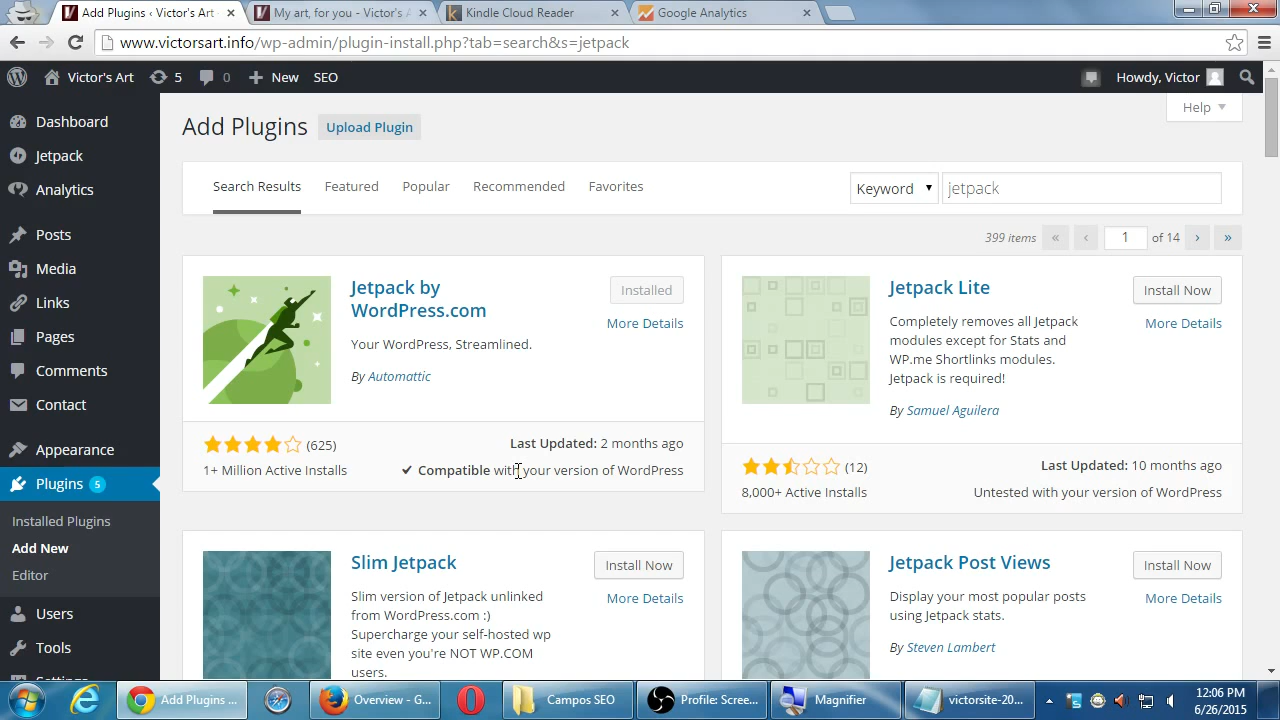 Add Plugins ‹ Victor's Art ·
My art, for you - Victor's A
Kindle Cloud Reader
Google Analytics
www.victorsart.info/wp-admin/plugin-install.php?tab=search&s=jetpack
Victor's Art
5
0
New
SEO
Howdy, Victor
Dashboard
Jetpack
Analytics
Posts
Media
Links
Pages
Comments
Contact
Appearance
Plugins 5
Installed Plugins
Add New
Editor
Users
Tools
Add Plugins
Upload Plugin
Help
Search Results
Featured
Popular
Recommended
Favorites
Keyword
jetpack
399 items « ‹ 1 of 14 › »
Jetpack by
WordPress.com
Installed
More Details
Your WordPress, Streamlined.
By Automattic
(625)
Last Updated: 2 months ago
1+ Million Active Installs
✔ Compatible with your version of WordPress
Jetpack Lite
Install Now
More Details
Completely removes all Jetpack
modules except for Stats and
WP.me Shortlinks modules.
Jetpack is required!
By Samuel Aguilera
(12)
Last Updated: 10 months ago
8,000+ Active Installs
Untested with your version of WordPress
Slim Jetpack
Install Now
More Details
Slim version of Jetpack unlinked
from WordPress.com :)
Supercharge your self-hosted wp
site even you're NOT WP.COM
users.
Jetpack Post Views
Install Now
More Details
Display your most popular posts
using Jetpack stats.
By Steven Lambert
Add Plugins ...
Overview - G...
Campos SEO
Profile: Scree...
Magnifier
victorsite-20...
12:06 PM
6/26/2015